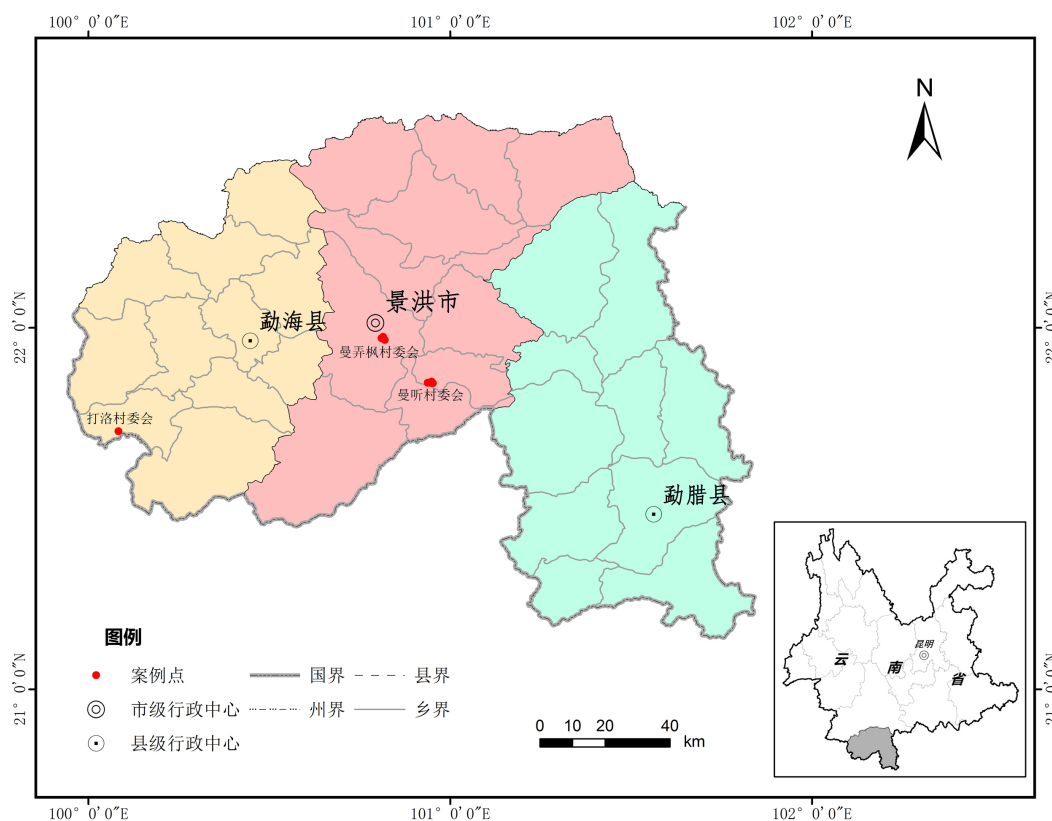 100° 0'0"E
101° 0'0"E
102° 0'0"E
N
22° 0'0"N
22° 0'0"N
景洪市
勐海县
曼弄枫村委会
曼听村委会
打洛村委会
勐腊县
图例
案例点
国界
县界
市级行政中心
州界
乡界
县级行政中心
0 10 20 40
km
昆明
云
南
省
21° 0'0"N
21° 0'0"N
100° 0'0"E
101° 0'0"E
102° 0'0"E